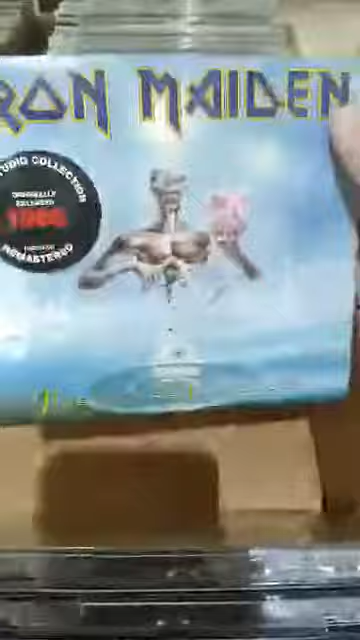 RON MAIDEN
TUDIO COLLECTION
ORIGINALLY
RELEASED
1988
REMASTERED